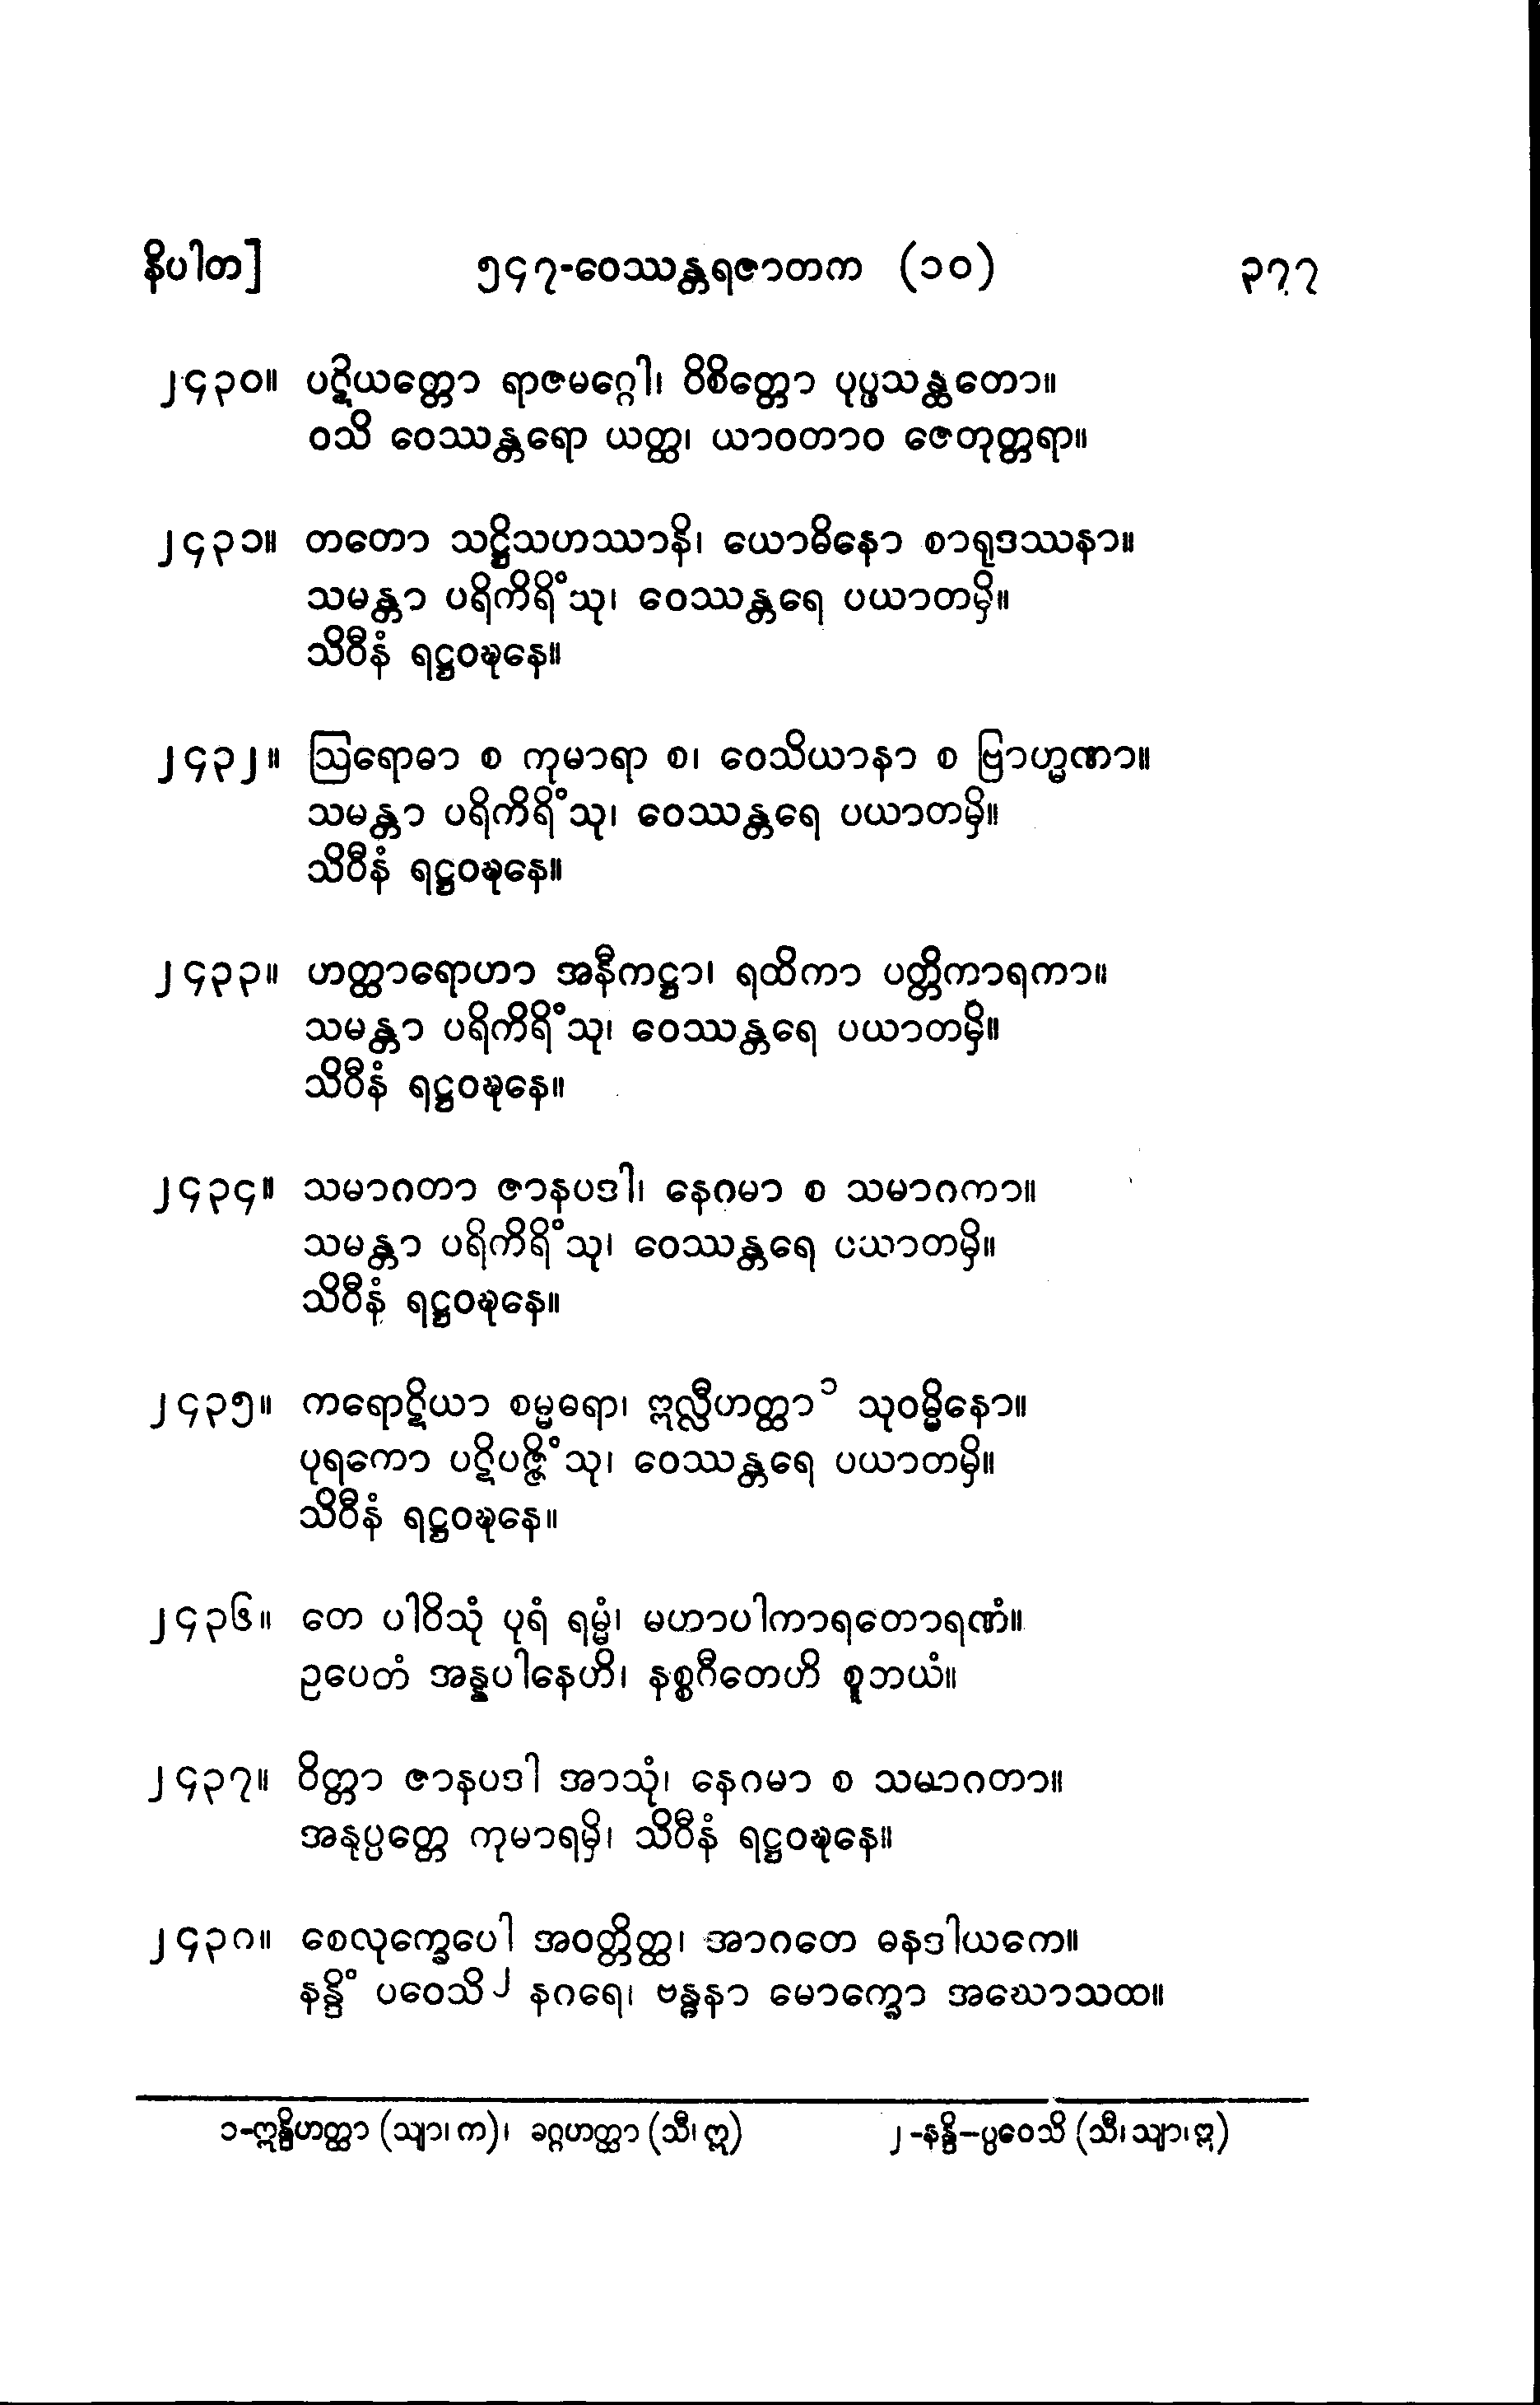 နိပါတ] ၅၄၇-ဝေဿန္တရဇာတက (၁၀) ၃၇၇
၂၄၃၀။ ပဋိယတ္တော ရာဇမဂ္ဂေါ၊ ဝိစိတ္တော ပုပ္ဖသန္ထတော။
ဝသိ ဝေဿန္တရော ယတ္ထ၊ ယာဝတာဝ ဇေတုတ္တရာ။
၂၄၃၁။ တတော သဋ္ဌိသဟဿာနိ၊ ယောဓိနော စာရုဒဿနာ။
သမန္တာ ပရိကိရိံသု၊ ဝေဿန္တရေ ပယာတမှိ။
သိဝီနံ ရဋ္ဌဝဍ္ဎနေ။
၂၄၃၂။ ဩရောဓာ စ ကုမာရာ စ၊ ဝေသိယာနာ စ ဗြာဟ္မဏာ။
သမန္တာ ပရိကိရိံသု၊ ဝေဿန္တရေ ပယာတမှိ။
သိဝီနံ ရဋ္ဌဝဍ္ဎနေ။
၂၄၃၃။ ဟတ္ထာရောဟာ အနီကဋ္ဌာ၊ ရထိကာ ပတ္တိကာရကာ။
သမန္တာ ပရိကိရိံသု၊ ဝေဿန္တရေ ပယာတမှိ။
သိဝီနံ ရဋ္ဌဝဍ္ဎနေ။
၂၄၃၄။ သမာဂတာ ဇာနပဒါ၊ နေဂမာ စ သမာဂကာ။
သမန္တာ ပရိကိရိံသု၊ ဝေဿန္တရေ ပယာတမှိ။
သိဝီနံ ရဋ္ဌဝဍ္ဎနေ။
၂၄၃၅။ ကရောဋိယာ စမ္မဓရာ၊ ဣလ္လီဟတ္ထာ ၁ သုဝမ္မိနော။
ပုရကော ပဋိပဇ္ဇိံသု၊ ဝေဿန္တရေ ပယာတမှိ။
သိဝီနံ ရဋ္ဌဝဍ္ဎနေ။
၂၄၃၆။ တေ ပါဝိသုံ ပုရံ ရမ္မံ၊ မဟာပါကာရတောရဏံ။
ဥပေတံ အန္နပါနေဟိ၊ နစ္စဂီတေဟိ စူဘယံ။
၂၄၃၇။ ဝိတ္တာ ဇာနပဒါ အာသုံ၊ နေဂမာ စ သမာဂတာ။
အနုပ္ပတ္တေ ကုမာရမှိ၊ သိဝီနံ ရဋ္ဌဝဍ္ဎနေ။
၂၄၃၈။ စေလုက္ခေပေါ အဝတ္တိတ္ထ၊ အာဂတေ ဓနဒါယကေ။
နန္ဒိံ ပဝေသိ ၂ နဂရေ၊ ဗန္ဓနာ မောက္ခော အဃောသထ။
၁-ဣန္ဒိဟတ္ထာ (သျာ၊ က)၊ ခဂ္ဂဟတ္ထာ (သီ၊ ဣ) ၂-နန္ဒိ-ပ္ပဝေသိ (သီ၊ သျာ၊ ဣ)